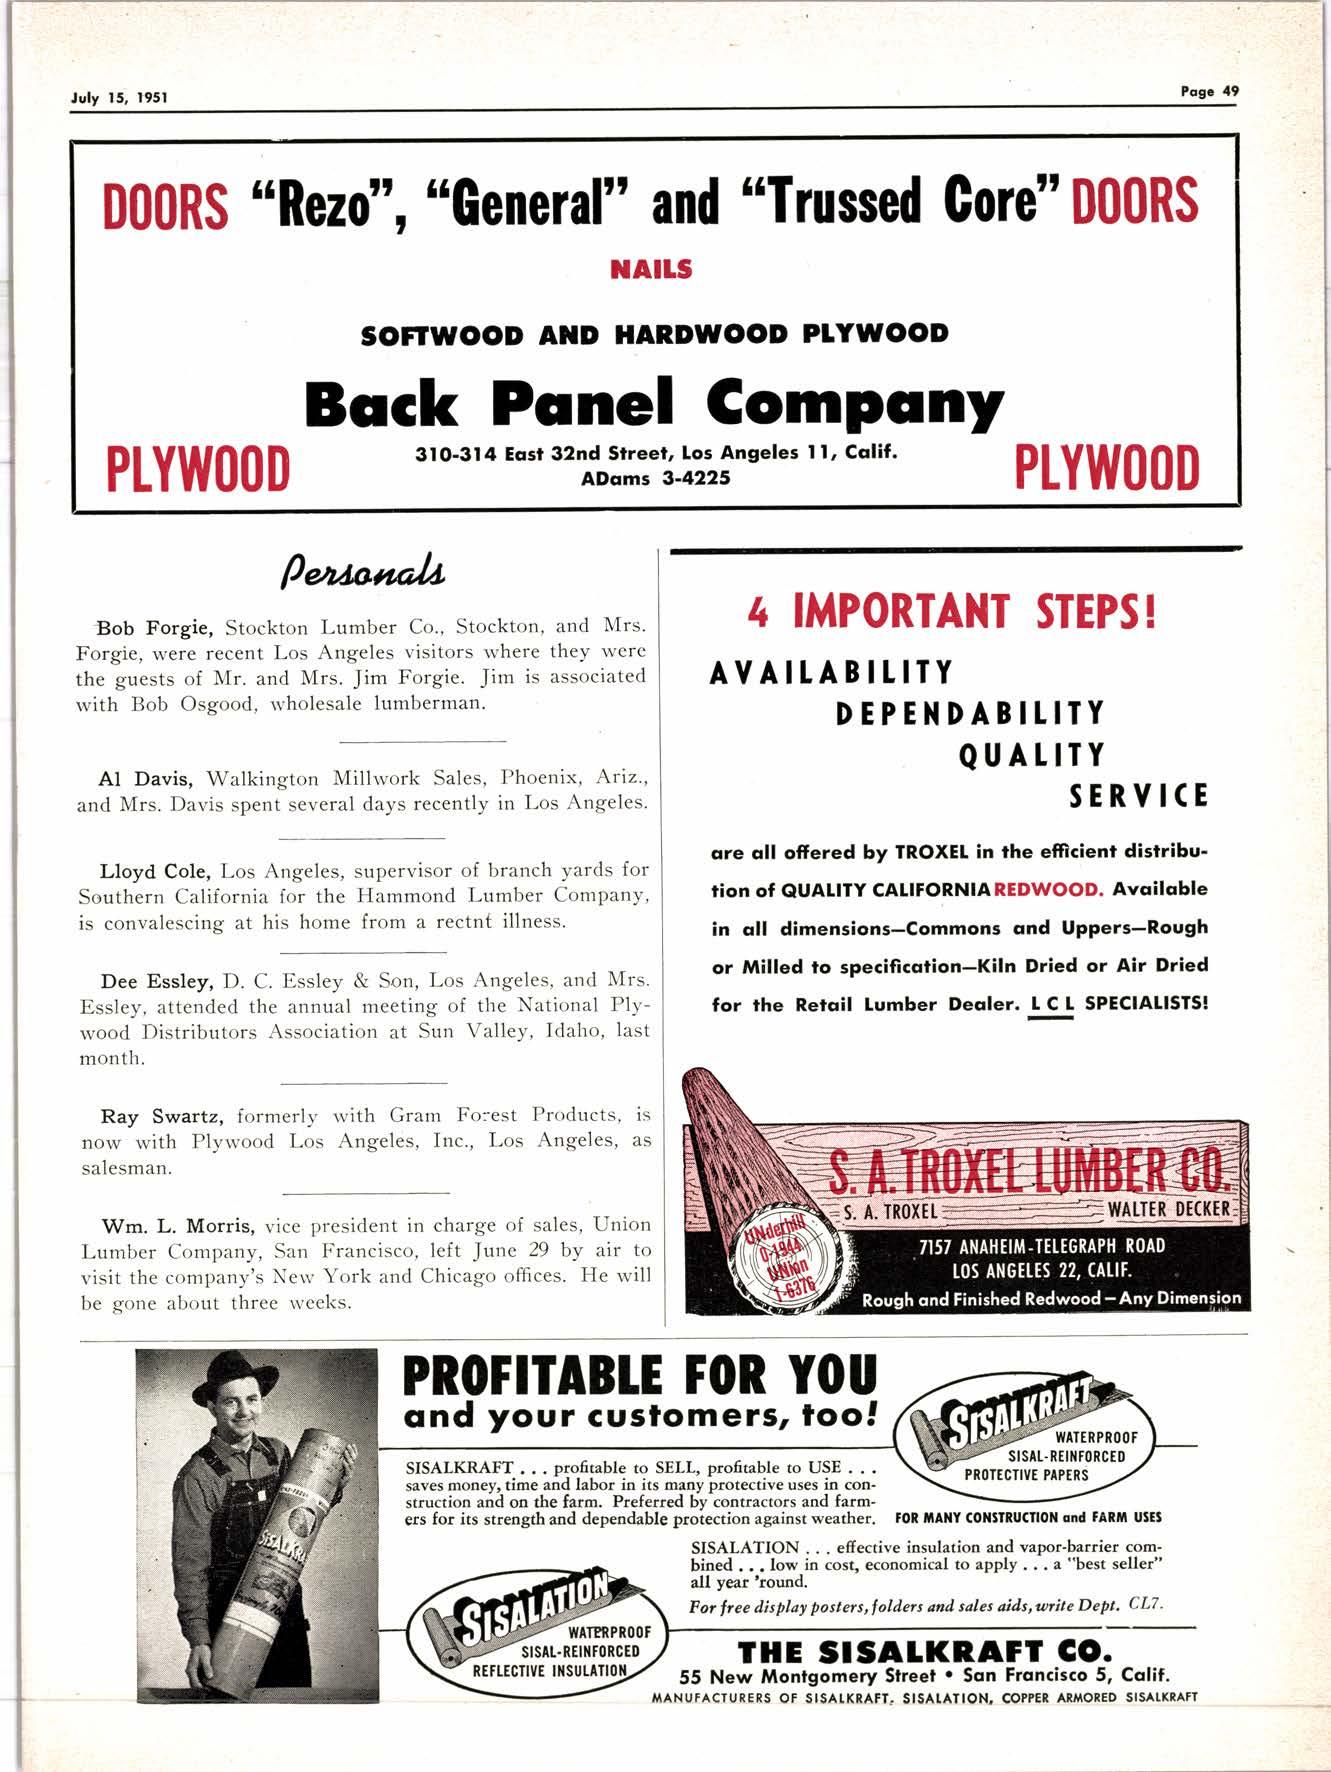 July 15, 1951
Page 49
DOORS "Rezo", "General" and "Trussed Core" DOORS
NAILS
SOFTWOOD AND HARDWOOD PLYWOOD
Back Panel Company
PLYWOOD
310-314 East 32nd Street, Los Angeles 11, Calif.
ADams 3-4225
PLYWOOD
Personals
Bob Forgie, Stockton Lumber Co., Stockton, and Mrs.
Forgie, were recent Los Angeles visitors where they were
the guests of Mr. and Mrs. Jim Forgie. Jim is associated
with Bob Osgood, wholesale lumberman.
Al Davis, Walkington Millwork Sales, Phoenix, Ariz.,
and Mrs. Davis spent several days recently in Los Angeles.
Lloyd Cole, Los Angeles, supervisor of branch yards for
Southern California for the Hammond Lumber Company,
is convalescing at his home from a rectnt illness.
Dee Essley, D. C. Essley & Son, Los Angeles, and Mrs.
Essley, attended the annual meeting of the National Ply-
wood Distributors Association at Sun Valley, Idaho, last
month.
Ray Swartz, formerly with Gram Forest Products, is
now with Plywood Los Angeles, Inc., Los Angeles, as
salesman.
Wm. L. Morris, vice president in charge of sales, Union
Lumber Company, San Francisco, left June 29 by air to
visit the company's New York and Chicago offices. He will
be gone about three weeks.
4 IMPORTANT STEPS!
AVAILABILITY
DEPENDABILITY
QUALITY
SERVICE
are all offered by TROXEL in the efficient distribu-
tion of QUALITY CALIFORNIA REDWOOD. Available
in all dimensions—Commons and Uppers—Rough
or Milled to specification—Kiln Dried or Air Dried
for the Retail Lumber Dealer. L C L SPECIALISTS!
S. A. TROXEL LUMBER CO.
S. A. TROXEL
WALTER DECKER
UNderhill
0-1944
UNion
1-6376
7157 ANAHEIM-TELEGRAPH ROAD
LOS ANGELES 22, CALIF.
Rough and Finished Redwood—Any Dimension
PROFITABLE FOR YOU
and your customers, too!
SISALKRAFT
WATERPROOF
SISAL-REINFORCED
PROTECTIVE PAPERS
FOR MANY CONSTRUCTION and FARM USES
SISALKRAFT . . . profitable to SELL, profitable to USE . . .
saves money, time and labor in its many protective uses in con-
struction and on the farm. Preferred by contractors and farm-
ers for its strength and dependable protection against weather.
SISALATION . . . effective insulation and vapor-barrier com-
bined . . . low in cost, economical to apply . . . a "best seller"
all year 'round.
For free display posters, folders and sales aids, write Dept. CL7.
SISALATION
WATERPROOF
SISAL-REINFORCED
REFLECTIVE INSULATION
THE SISALKRAFT CO.
55 New Montgomery Street • San Francisco 5, Calif.
MANUFACTURERS OF SISALKRAFT, SISALATION, COPPER ARMORED SISALKRAFT